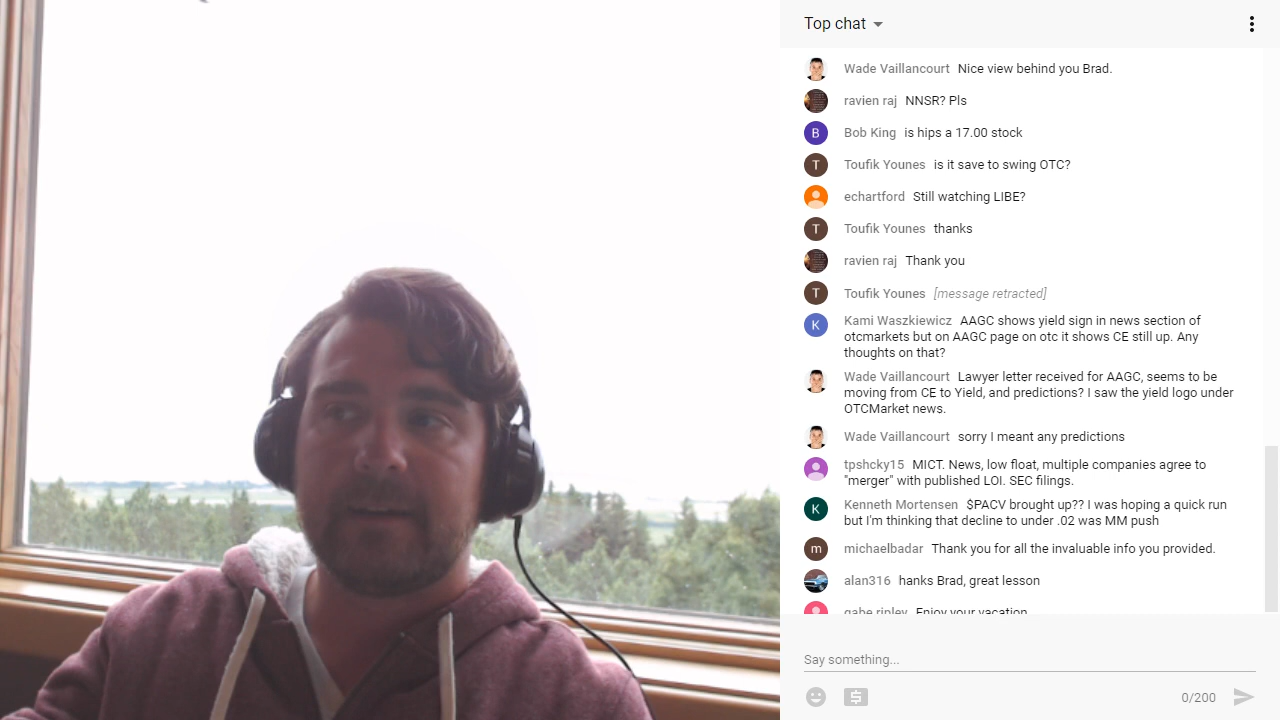 Top chat
Wade Vaillancourt Nice view behind you Brad.
ravien raj NNSR? Pls
B Bob King is hips a 17.00 stock
T Toufik Younes is it save to swing OTC?
echartford Still watching LIBE?
T Toufik Younes thanks
ravien raj Thank you
T Toufik Younes [message retracted]
K Kami Waszkiewicz AAGC shows yield sign in news section of
otcmarkets but on AAGC page on otc it shows CE still up. Any
thoughts on that?
Wade Vaillancourt Lawyer letter received for AAGC, seems to be
moving from CE to Yield, and predictions? I saw the yield logo under
OTCMarket news.
Wade Vaillancourt sorry I meant any predictions
tpshcky15 MICT. News, low float, multiple companies agree to
"merger" with published LOI. SEC filings.
K Kenneth Mortensen $PACV brought up?? I was hoping a quick run
but I'm thinking that decline to under .02 was MM push
m michaelbadar Thank you for all the invaluable info you provided.
alan316 hanks Brad, great lesson
gabe ripley Enjoy your vacation
Say something...
0/200